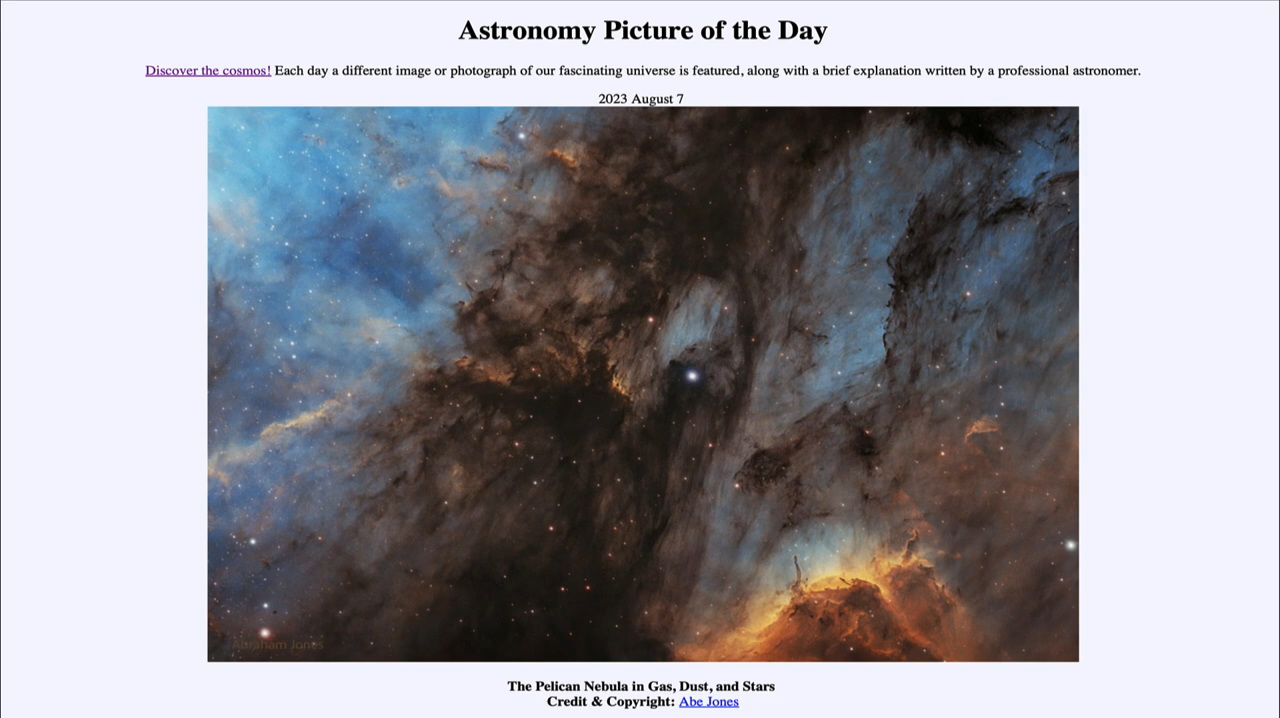 Astronomy Picture of the Day
Discover the cosmos! Each day a different image or photograph of our fascinating universe is featured, along with a brief explanation written by a professional astronomer.
2023 August 7
Abraham Jones
The Pelican Nebula in Gas, Dust, and Stars
Credit & Copyright: Abe Jones